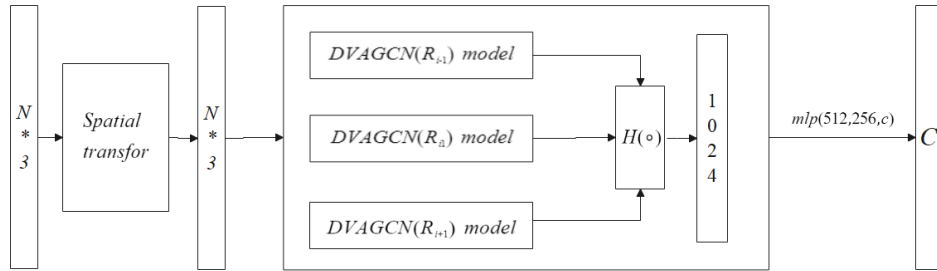 N
*
3
Spatial
transfor
N
*
3
DVAGCN(R_{i-1}) model
DVAGCN(R_{i1}) model
DVAGCN(R_{i+1}) model
H(∘)
1
0
2
4
mlp(512,256,c)
C